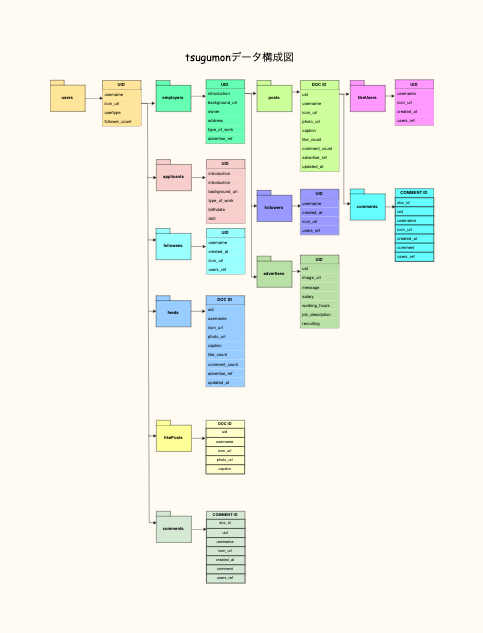 tsugumonデータ構成図
users
UID
username
icon_url
usertype
follower_count
employers
UID
introduction
background_url
owner
address
type_of_work
advertise_ref
posts
DOC ID
uid
username
icon_url
photo_url
caption
like_count
comment_count
advertise_ref
updated_at
likeUsers
UID
username
icon_url
created_at
users_ref
applicants
UID
introduction
introduction
background_url
type_of_work
birthdate
skill
followers
UID
username
created_at
icon_url
users_ref
comments
COMMENT ID
doc_id
uid
username
icon_url
created_at
comment
users_ref
followees
UID
username
created_at
icon_url
users_ref
advertises
UID
uid
image_url
message
salary
working_hours
job_description
recruiting
feeds
DOC ID
uid
username
icon_url
photo_url
caption
like_count
comment_count
advertise_ref
updated_at
likePosts
DOC ID
uid
username
icon_url
photo_url
caption
comments
COMMENT ID
doc_id
uid
username
icon_url
created_at
comment
users_ref